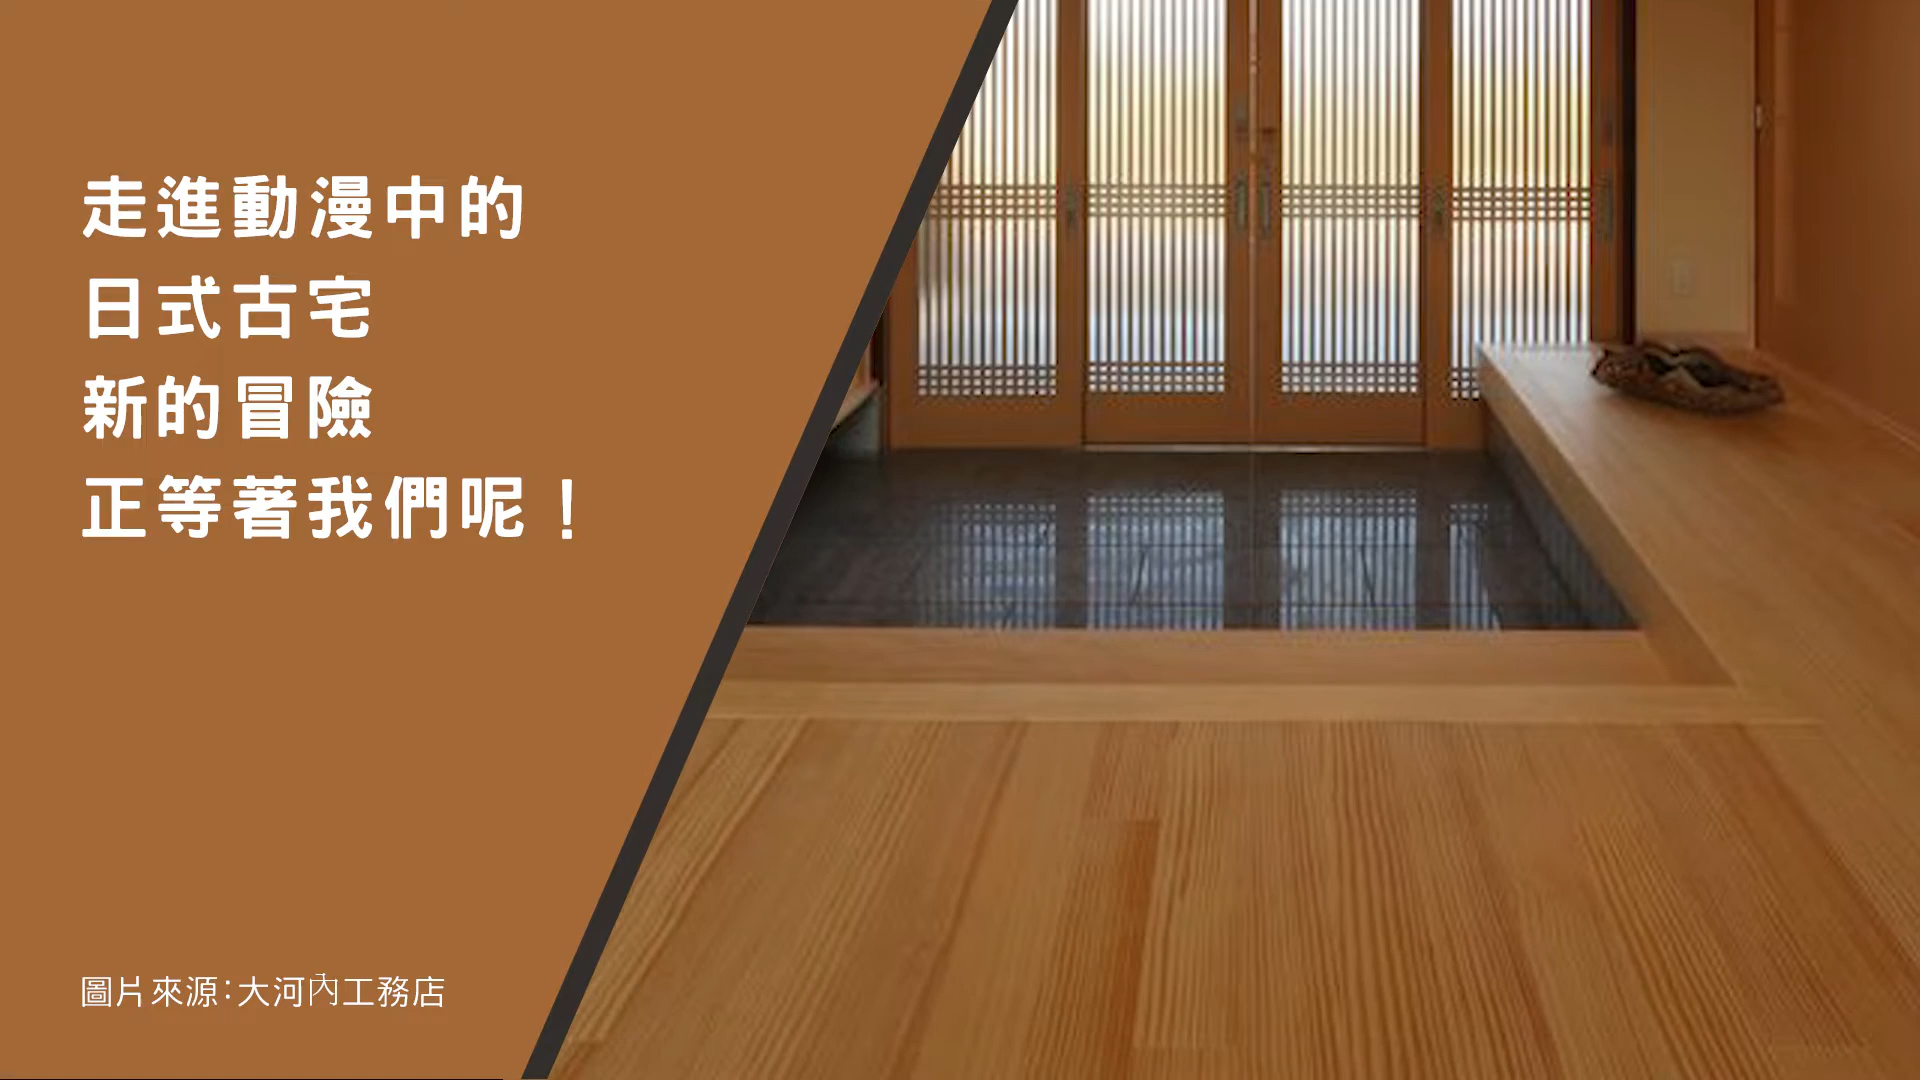 走進動漫中的
日式古宅
新的冒險
正等著我們呢！
圖片來源：大河內工務店